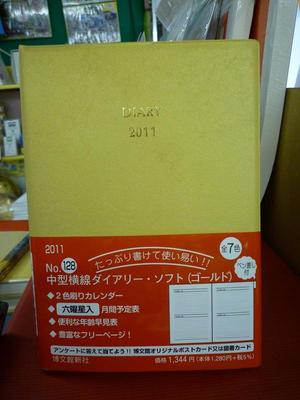 DIARY
2011
たっぷり書けて使い易い!!
全7色
ペン差し付
2011
No.128
中型横線ダイアリー・ソフト〈ゴールド〉
◆2色刷りカレンダー
◆六曜星入 月間予定表
◆便利な年齢早見表
◆豊富なフリーページ!
アンケートに答えて当てよう!! 博文館オリジナルポストカード又は図書カード
博文館新社
価格 1,344円(本体1,280円+税5%)